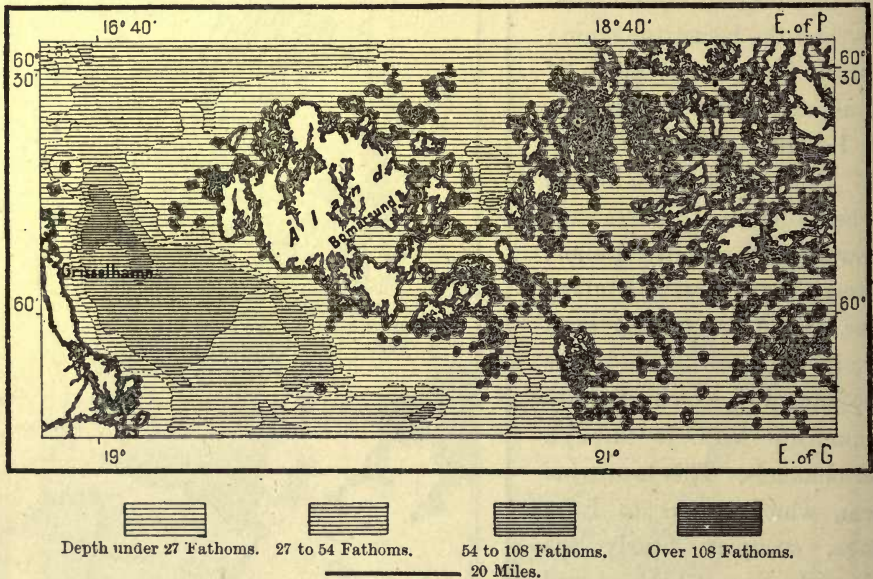 16° 40' 18° 40' E. of P
60° 30' 60° 30
Åland
Bomarsund
Grisselhamn
60° 60°
19° 21° E. of G
Depth under 27 Fathoms. 27 to 54 Fathoms. 54 to 108 Fathoms. Over 108 Fathoms.
20 Miles.